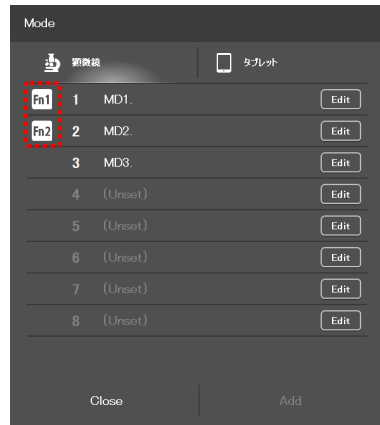 Mode
顕微鏡 タブレット
Fn1 1 MD1. Edit
Fn2 2 MD2. Edit
3 MD3. Edit
4 (Unset) Edit
5 (Unset) Edit
6 (Unset) Edit
7 (Unset) Edit
8 (Unset) Edit
Close Add